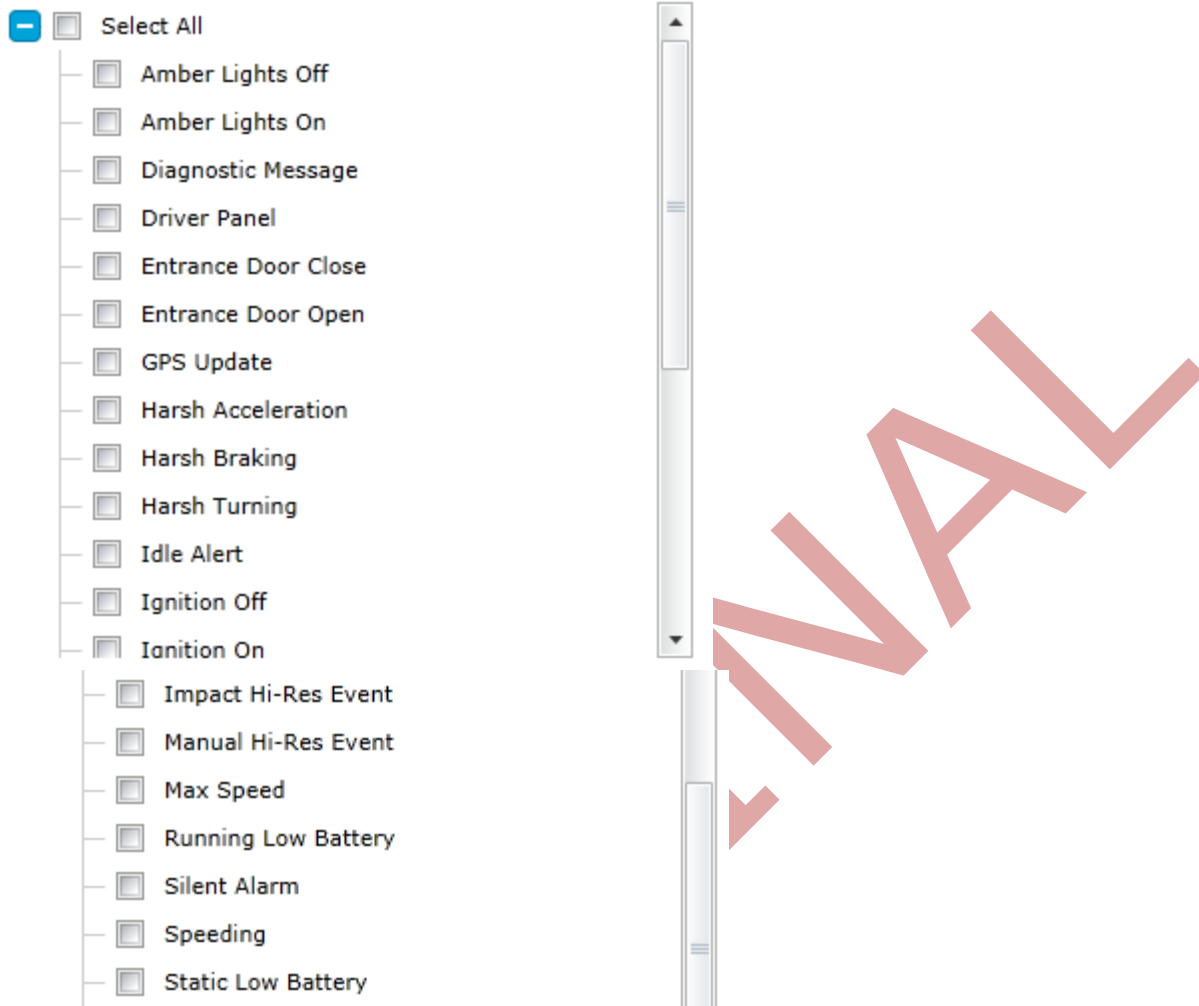 Select All
Amber Lights Off
Amber Lights On
Diagnostic Message
Driver Panel
Entrance Door Close
Entrance Door Open
GPS Update
Harsh Acceleration
Harsh Braking
Harsh Turning
Idle Alert
Ignition Off
Ignition On
Impact Hi-Res Event
Manual Hi-Res Event
Max Speed
Running Low Battery
Silent Alarm
Speeding
Static Low Battery
NAL